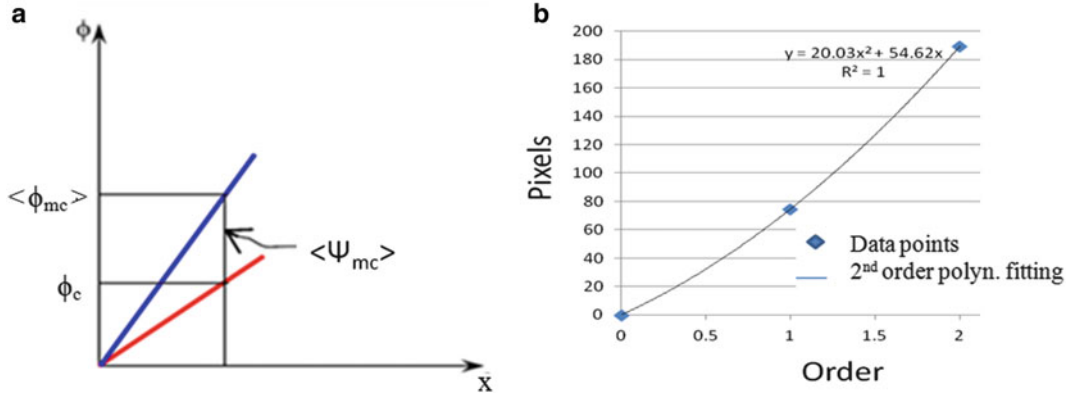 a
ϕ
<ϕmc>
<Ψmc>
ϕc
x̄
b
Pixels
200
180
160
140
120
100
80
60
40
20
0
y = 20.03x² + 54.62x
R² = 1
Data points
2nd order polyn. fitting
0
0.5
1
1.5
2
Order